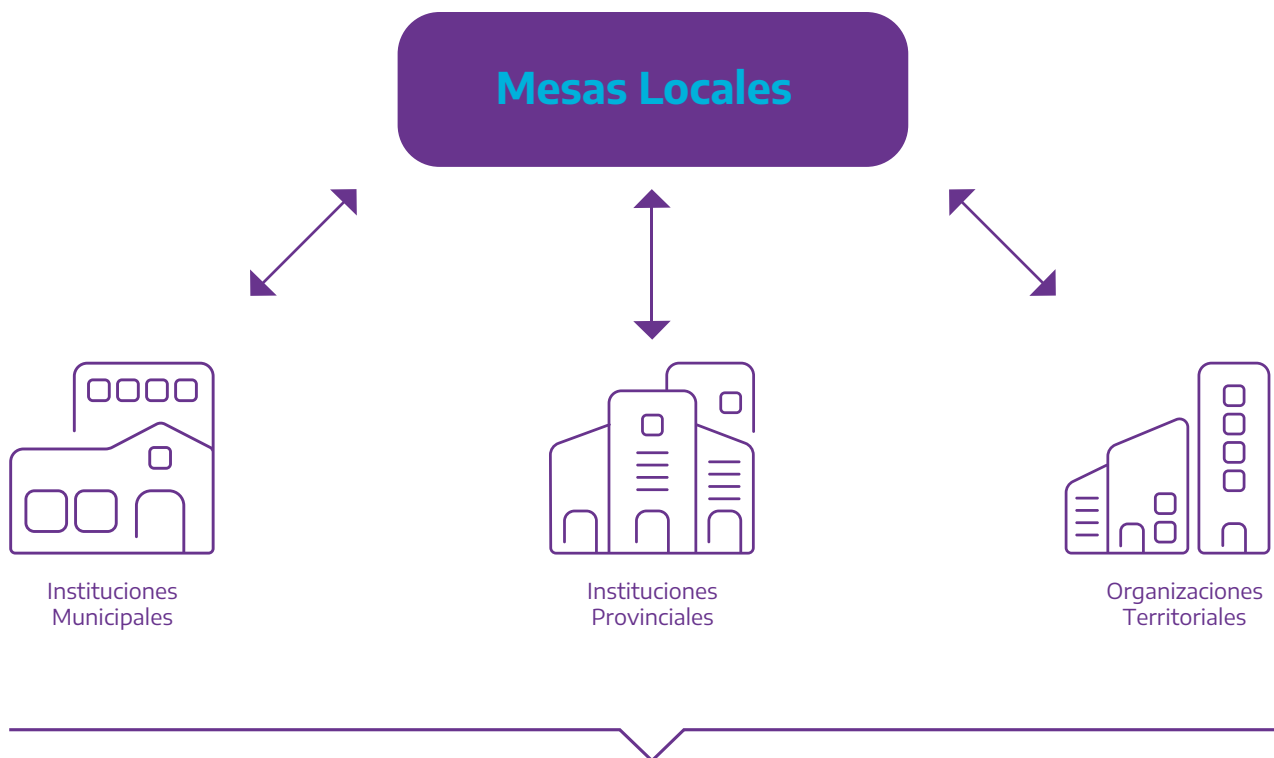 Mesas Locales
Instituciones
Municipales
Instituciones
Provinciales
Organizaciones
Territoriales